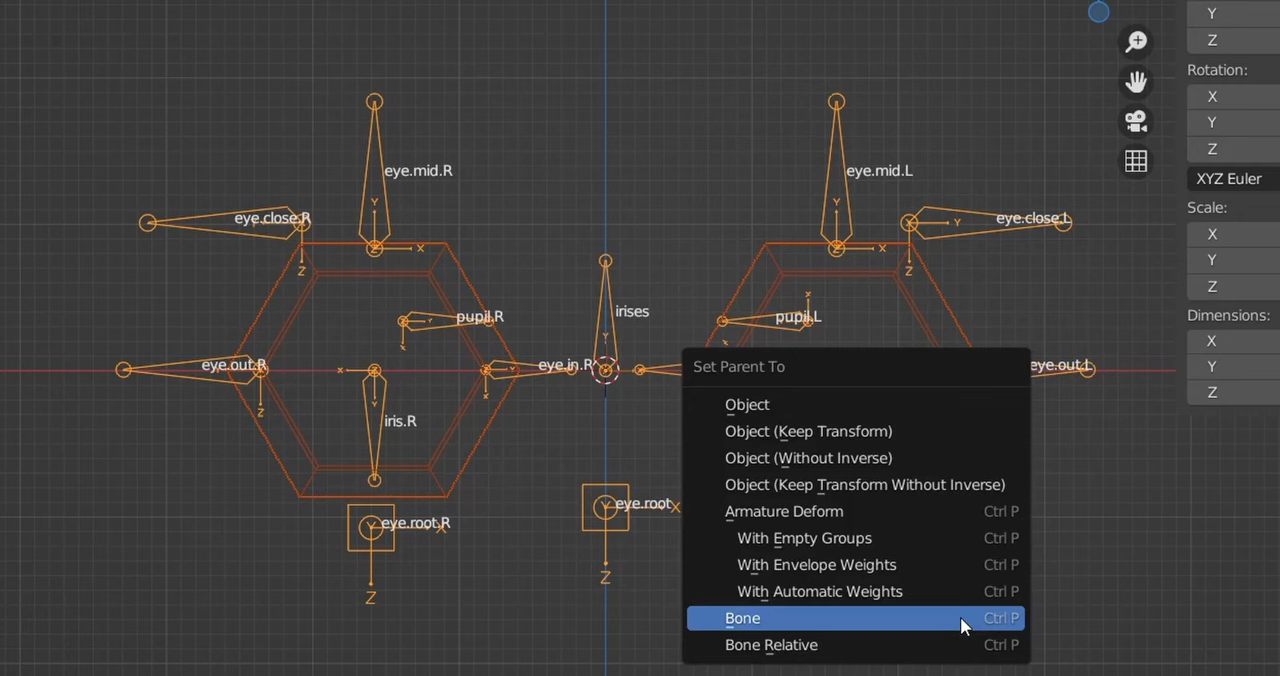 Y
Z
Rotation:
X
Y
Z
XYZ Euler
Scale:
X
Y
Z
Dimensions:
X
Y
Z
eye.mid.R
eye.mid.L
eye.close.R
eye.close.L
Y
X
Z
Z
Y
X
Z
Y
Z
irises
Y
pupil.R
pupil.L
Y
x
x
eye.out.R
eye.in.R
eye.out.L
Z
x
Y
Y
x
iris.R
eye.root.R
Y
X
Z
eye.root
Y
X
Z
Set Parent To
Object
Object (Keep Transform)
Object (Without Inverse)
Object (Keep Transform Without Inverse)
Armature Deform Ctrl P
With Empty Groups Ctrl P
With Envelope Weights Ctrl P
With Automatic Weights Ctrl P
Bone Ctrl P
Bone Relative Ctrl P